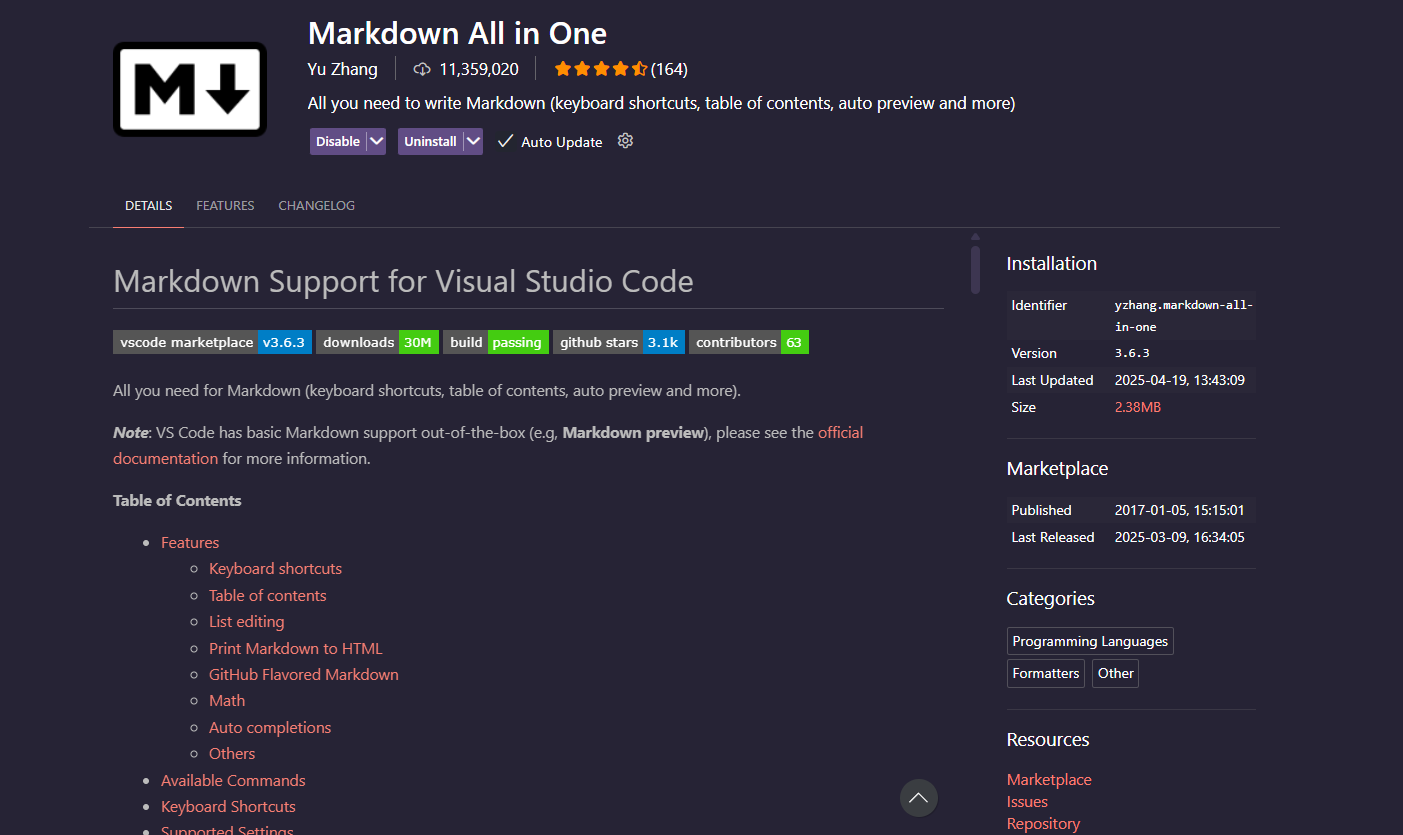 Markdown All in One
Yu Zhang 11,359,020 (164)
All you need to write Markdown (keyboard shortcuts, table of contents, auto preview and more)
Disable Uninstall Auto Update
DETAILS FEATURES CHANGELOG
Markdown Support for Visual Studio Code
vscode marketplace v3.6.3 downloads 30M build passing github stars 3.1k contributors 63
All you need for Markdown (keyboard shortcuts, table of contents, auto preview and more).
Note: VS Code has basic Markdown support out-of-the-box (e.g, Markdown preview), please see the official
documentation for more information.
Table of Contents
Features
Keyboard shortcuts
Table of contents
List editing
Print Markdown to HTML
GitHub Flavored Markdown
Math
Auto completions
Others
Available Commands
Keyboard Shortcuts
Supported Settings
Installation
Identifier yzhang.markdown-all-
in-one
Version 3.6.3
Last Updated 2025-04-19, 13:43:09
Size 2.38MB
Marketplace
Published 2017-01-05, 15:15:01
Last Released 2025-03-09, 16:34:05
Categories
Programming Languages
Formatters Other
Resources
Marketplace
Issues
Repository